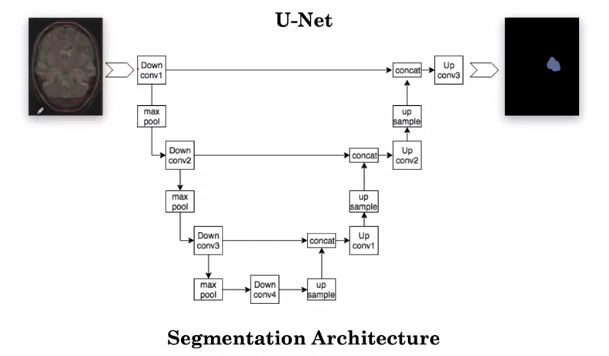 U-Net
Down
conv1
concat
Up
conv3
max
pool
up
sample
Down
conv2
concat
Up
conv2
max
pool
up
sample
Down
conv3
concat
Up
conv1
max
pool
Down
conv4
up
sample
Segmentation Architecture